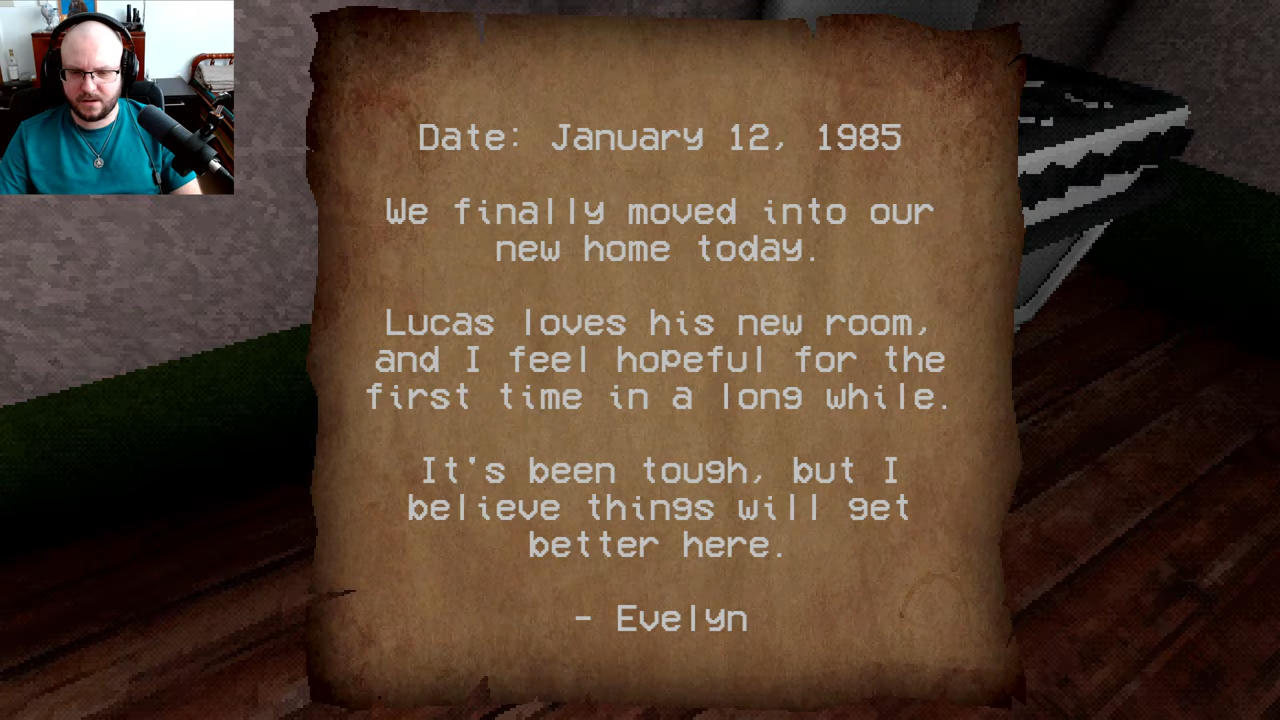 Date: January 12, 1985
We finally moved into our
new home today.
Lucas loves his new room,
and I feel hopeful for the
first time in a long while.
It's been tough, but I
believe things will get
better here.
- Evelyn